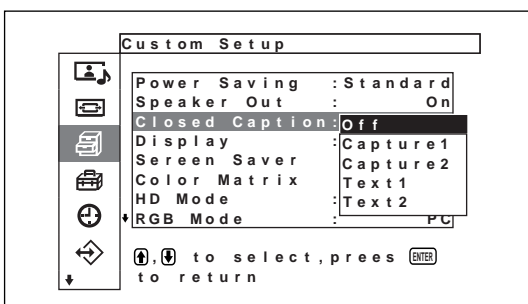 Custom Setup
Power Saving :Standard
Speaker Out : On
Closed Caption:Off
Display : Capture1
Sereen Saver Capture2
Color Matrix Text1
HD Mode : Text2
RGB Mode : PC
, to select,prees ENTER
to return